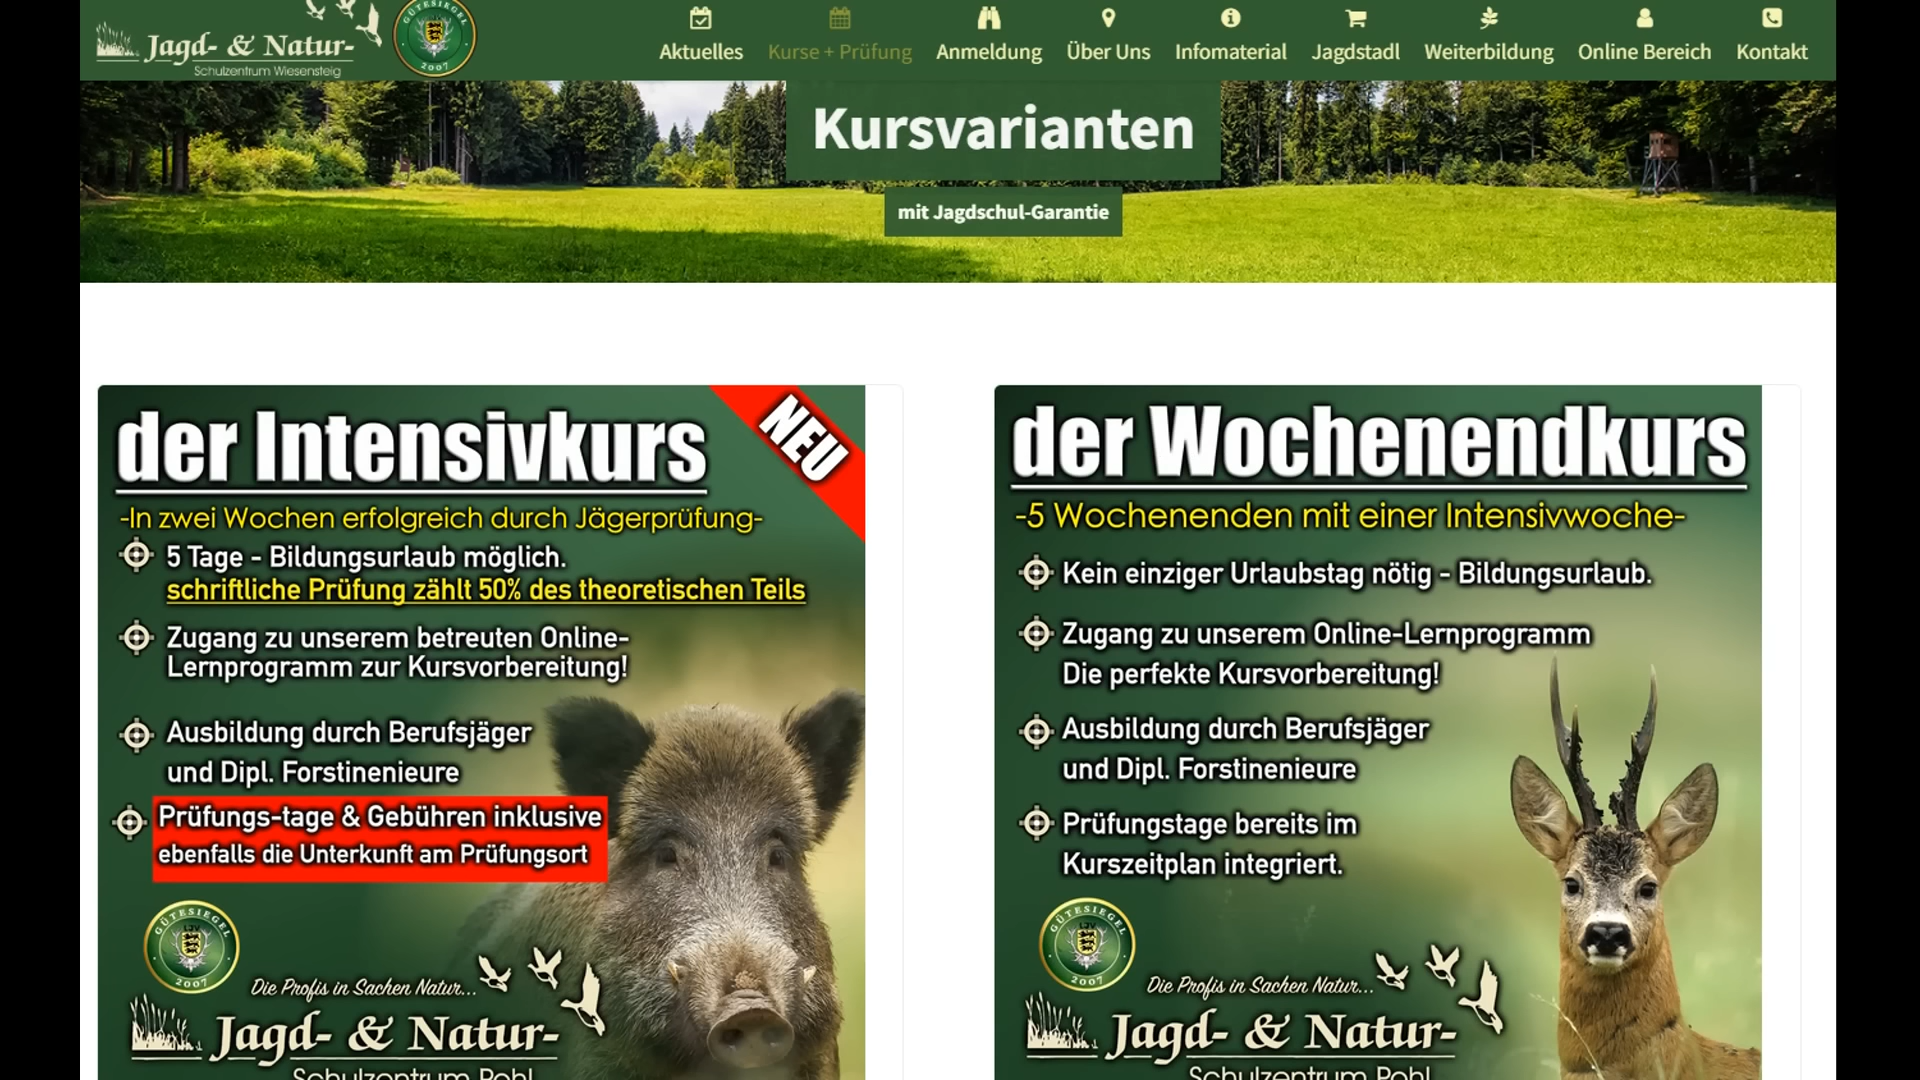 Jagd- & Natur-
Schulzentrum Wiesensteig
GÜTESIEGEL
2007
Aktuelles
Kurse + Prüfung
Anmeldung
Über Uns
Infomaterial
Jagdstadl
Weiterbildung
Online Bereich
Kontakt
Kursvarianten
mit Jagdschul-Garantie
der Intensivkurs
NEU
-In zwei Wochen erfolgreich durch Jägerprüfung-
5 Tage - Bildungsurlaub möglich.
schriftliche Prüfung zählt 50% des theoretischen Teils
Zugang zu unserem betreuten Online-
Lernprogramm zur Kursvorbereitung!
Ausbildung durch Berufsjäger
und Dipl. Forstinenieure
Prüfungs-tage & Gebühren inklusive
ebenfalls die Unterkunft am Prüfungsort
GÜTESIEGEL
LJV
2007
Die Profis in Sachen Natur...
Jagd- & Natur-
Schulzentrum Pohl
der Wochenendkurs
-5 Wochenenden mit einer Intensivwoche-
Kein einziger Urlaubstag nötig - Bildungsurlaub.
Zugang zu unserem Online-Lernprogramm
Die perfekte Kursvorbereitung!
Ausbildung durch Berufsjäger
und Dipl. Forstinenieure
Prüfungstage bereits im
Kurszeitplan integriert.
GÜTESIEGEL
LJV
2007
Die Profis in Sachen Natur...
Jagd- & Natur-
Schulzentrum Pohl